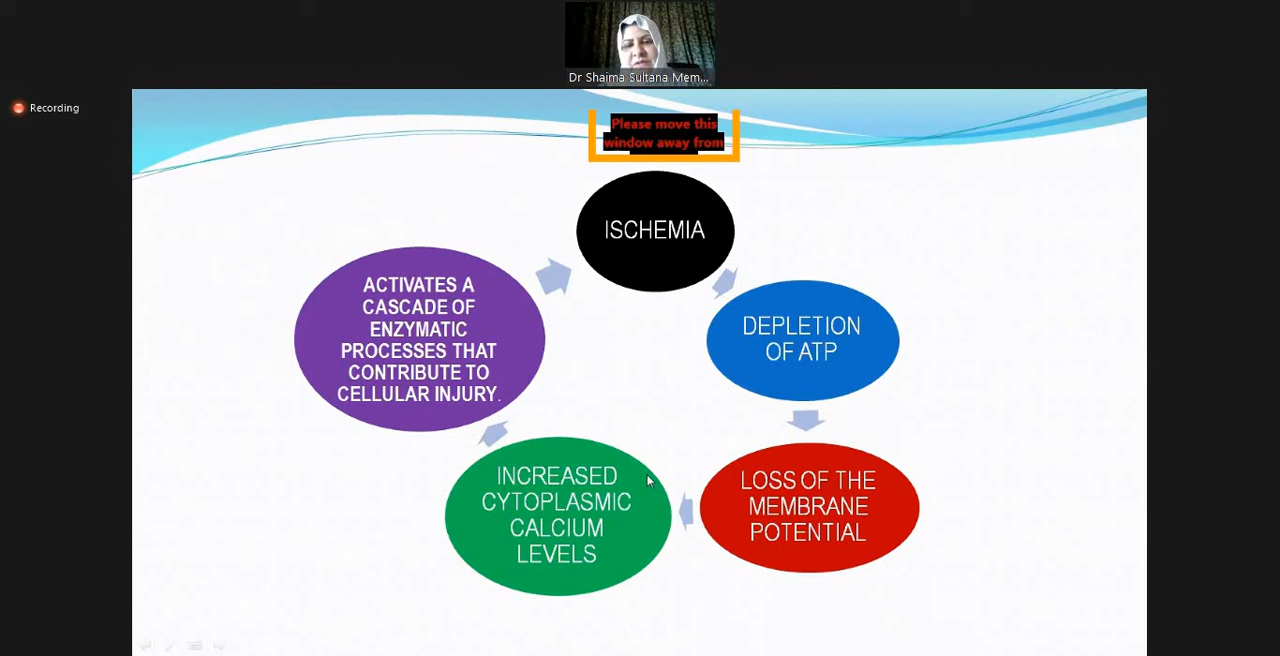 Dr Shaima Sultana Mem...
Recording
Please move this
window away from
ISCHEMIA
DEPLETION
OF ATP
LOSS OF THE
MEMBRANE
POTENTIAL
INCREASED
CYTOPLASMIC
CALCIUM
LEVELS
ACTIVATES A
CASCADE OF
ENZYMATIC
PROCESSES THAT
CONTRIBUTE TO
CELLULAR INJURY.